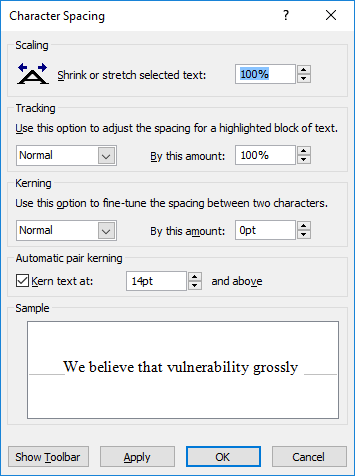 Character Spacing ?
Scaling
Shrink or stretch selected text: 100%
Tracking
Use this option to adjust the spacing for a highlighted block of text.
Normal By this amount: 100%
Kerning
Use this option to fine-tune the spacing between two characters.
Normal By this amount: 0pt
Automatic pair kerning
Kern text at: 14pt and above
Sample
We believe that vulnerability grossly
Show Toolbar Apply OK Cancel